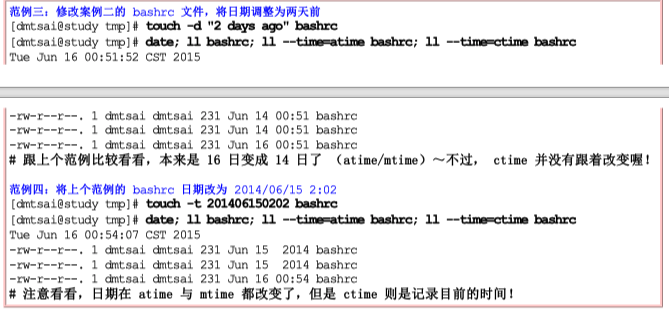 范例三：修改案例二的 bashrc 文件，将日期调整为两天前
[dmtsai@study tmp]# touch -d "2 days ago" bashrc
[dmtsai@study tmp]# date; ll bashrc; ll --time=atime bashrc; ll --time=ctime bashrc
Tue Jun 16 00:51:52 CST 2015
-rw-r--r--. 1 dmtsai dmtsai 231 Jun 14 00:51 bashrc
-rw-r--r--. 1 dmtsai dmtsai 231 Jun 14 00:51 bashrc
-rw-r--r--. 1 dmtsai dmtsai 231 Jun 16 00:51 bashrc
# 跟上个范例比较看看，本来是 16 日变成 14 日了 （atime/mtime）～不过， ctime 并没有跟着改变喔！
范例四：将上个范例的 bashrc 日期改为 2014/06/15 2:02
[dmtsai@study tmp]# touch -t 201406150202 bashrc
[dmtsai@study tmp]# date; ll bashrc; ll --time=atime bashrc; ll --time=ctime bashrc
Tue Jun 16 00:54:07 CST 2015
-rw-r--r--. 1 dmtsai dmtsai 231 Jun 15  2014 bashrc
-rw-r--r--. 1 dmtsai dmtsai 231 Jun 15  2014 bashrc
-rw-r--r--. 1 dmtsai dmtsai 231 Jun 16 00:54 bashrc
# 注意看看，日期在 atime 与 mtime 都改变了，但是 ctime 则是记录目前的时间！